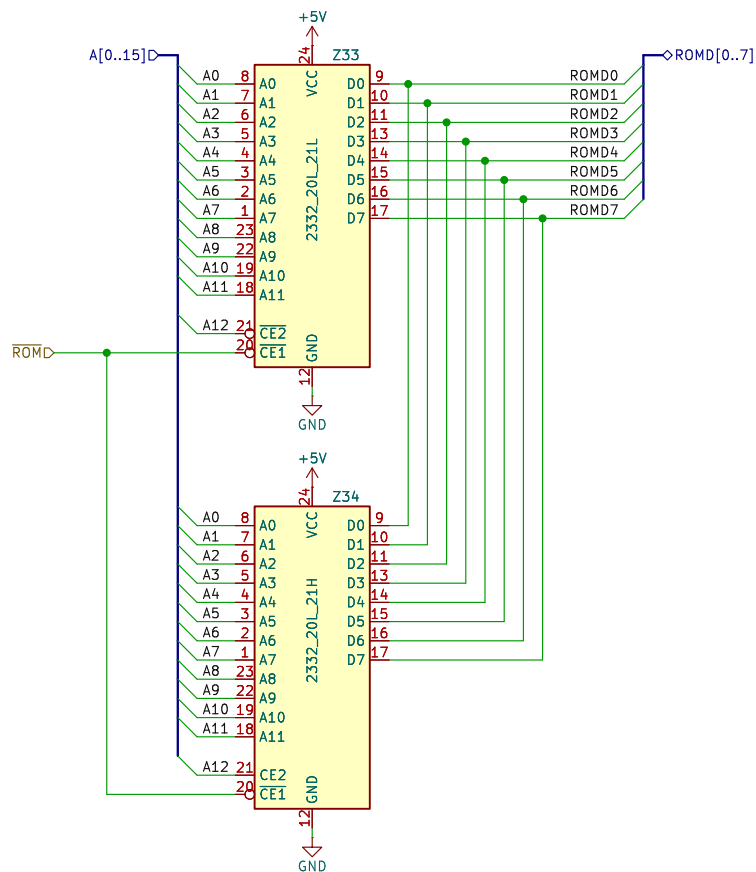 +5V
A[0..15]
ROMD[0..7]
24
Z33
VCC
A0 8 A0 D0 9 ROMD0
A1 7 A1 D1 10 ROMD1
A2 6 A2 D2 11 ROMD2
A3 5 A3 D3 13 ROMD3
A4 4 A4 D4 14 ROMD4
A5 3 A5 D5 15 ROMD5
A6 2 A6 D6 16 ROMD6
A7 1 A7 D7 17 ROMD7
2332_20L_21L
A8 23 A8
A9 22 A9
A10 19 A10
A11 18 A11
A12 21 CE2
ROM 20 CE1
GND
12
GND
+5V
24
Z34
VCC
A0 8 A0 D0 9
A1 7 A1 D1 10
A2 6 A2 D2 11
A3 5 A3 D3 13
A4 4 A4 D4 14
A5 3 A5 D5 15
A6 2 A6 D6 16
A7 1 A7 D7 17
2332_20L_21H
A8 23 A8
A9 22 A9
A10 19 A10
A11 18 A11
A12 21 CE2
20 CE1
GND
12
GND